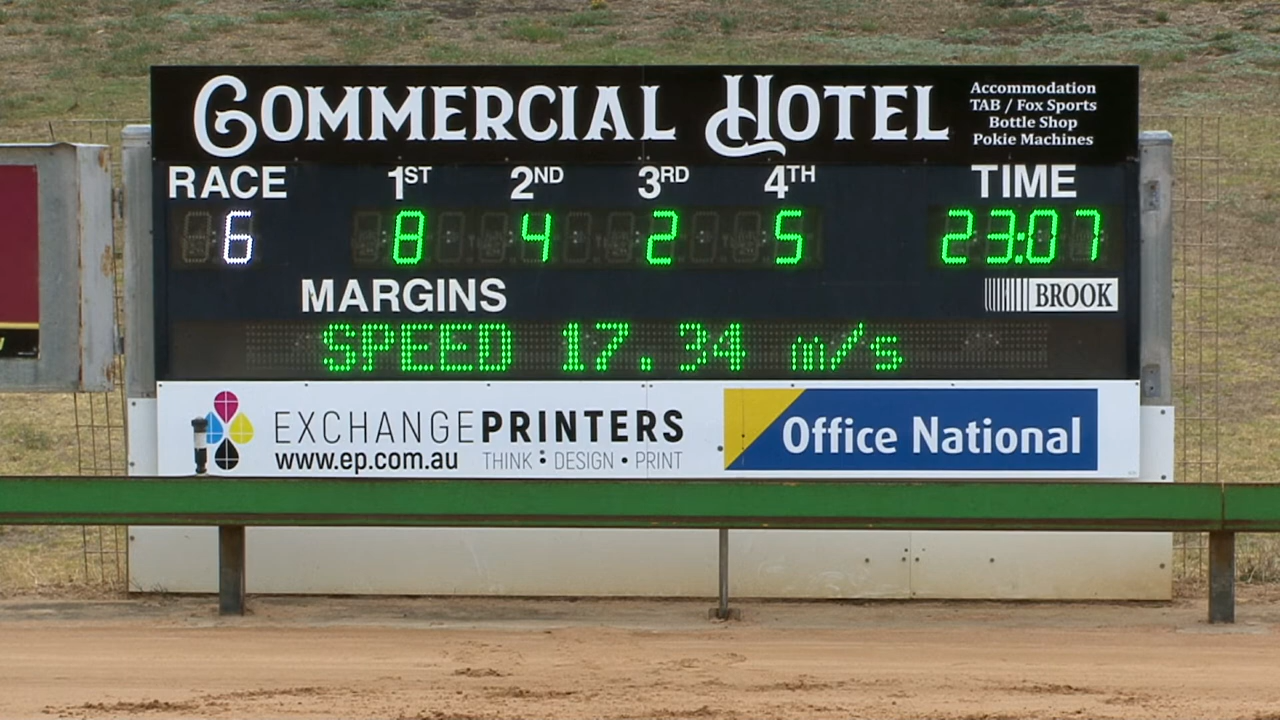 COMMERCIAL HOTEL
Accommodation
TAB / Fox Sports
Bottle Shop
Pokie Machines
RACE 1ST 2ND 3RD 4TH TIME
6 8 4 2 5 23:07
MARGINS
BROOK
SPEED 17.34 m/s
EXCHANGEPRINTERS
www.ep.com.au THINK • DESIGN • PRINT
Office National